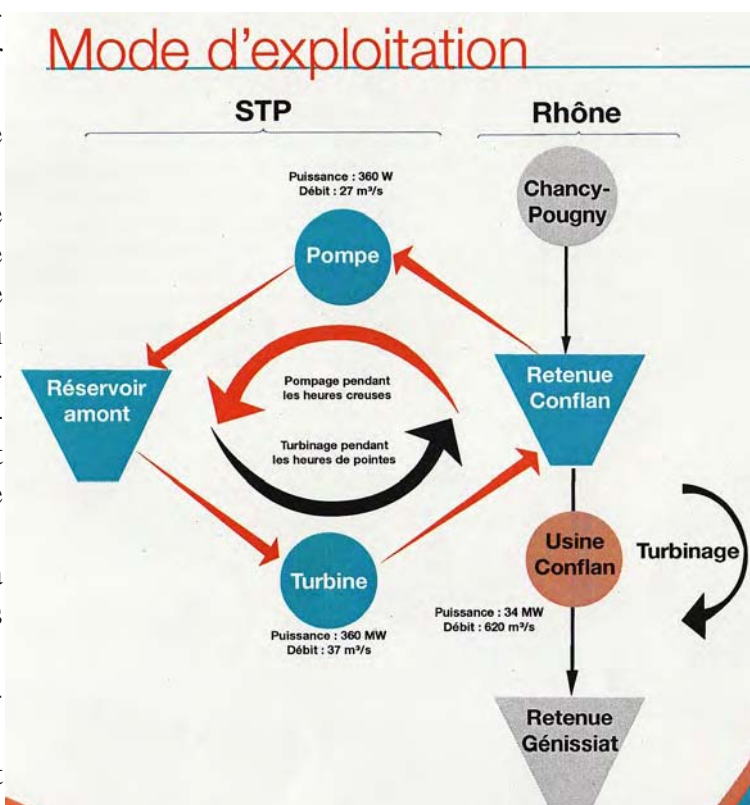 Mode d'exploitation
STP
Rhône
Puissance : 360 W
Débit : 27 m³/s
Chancy-
Pougny
Pompe
Réservoir
amont
Pompage pendant
les heures creuses
Retenue
Conflan
Turbinage pendant
les heures de pointes
Turbine
Usine
Conflan
Turbinage
Puissance : 360 MW
Débit : 37 m³/s
Puissance : 34 MW
Débit : 620 m³/s
Retenue
Génissiat